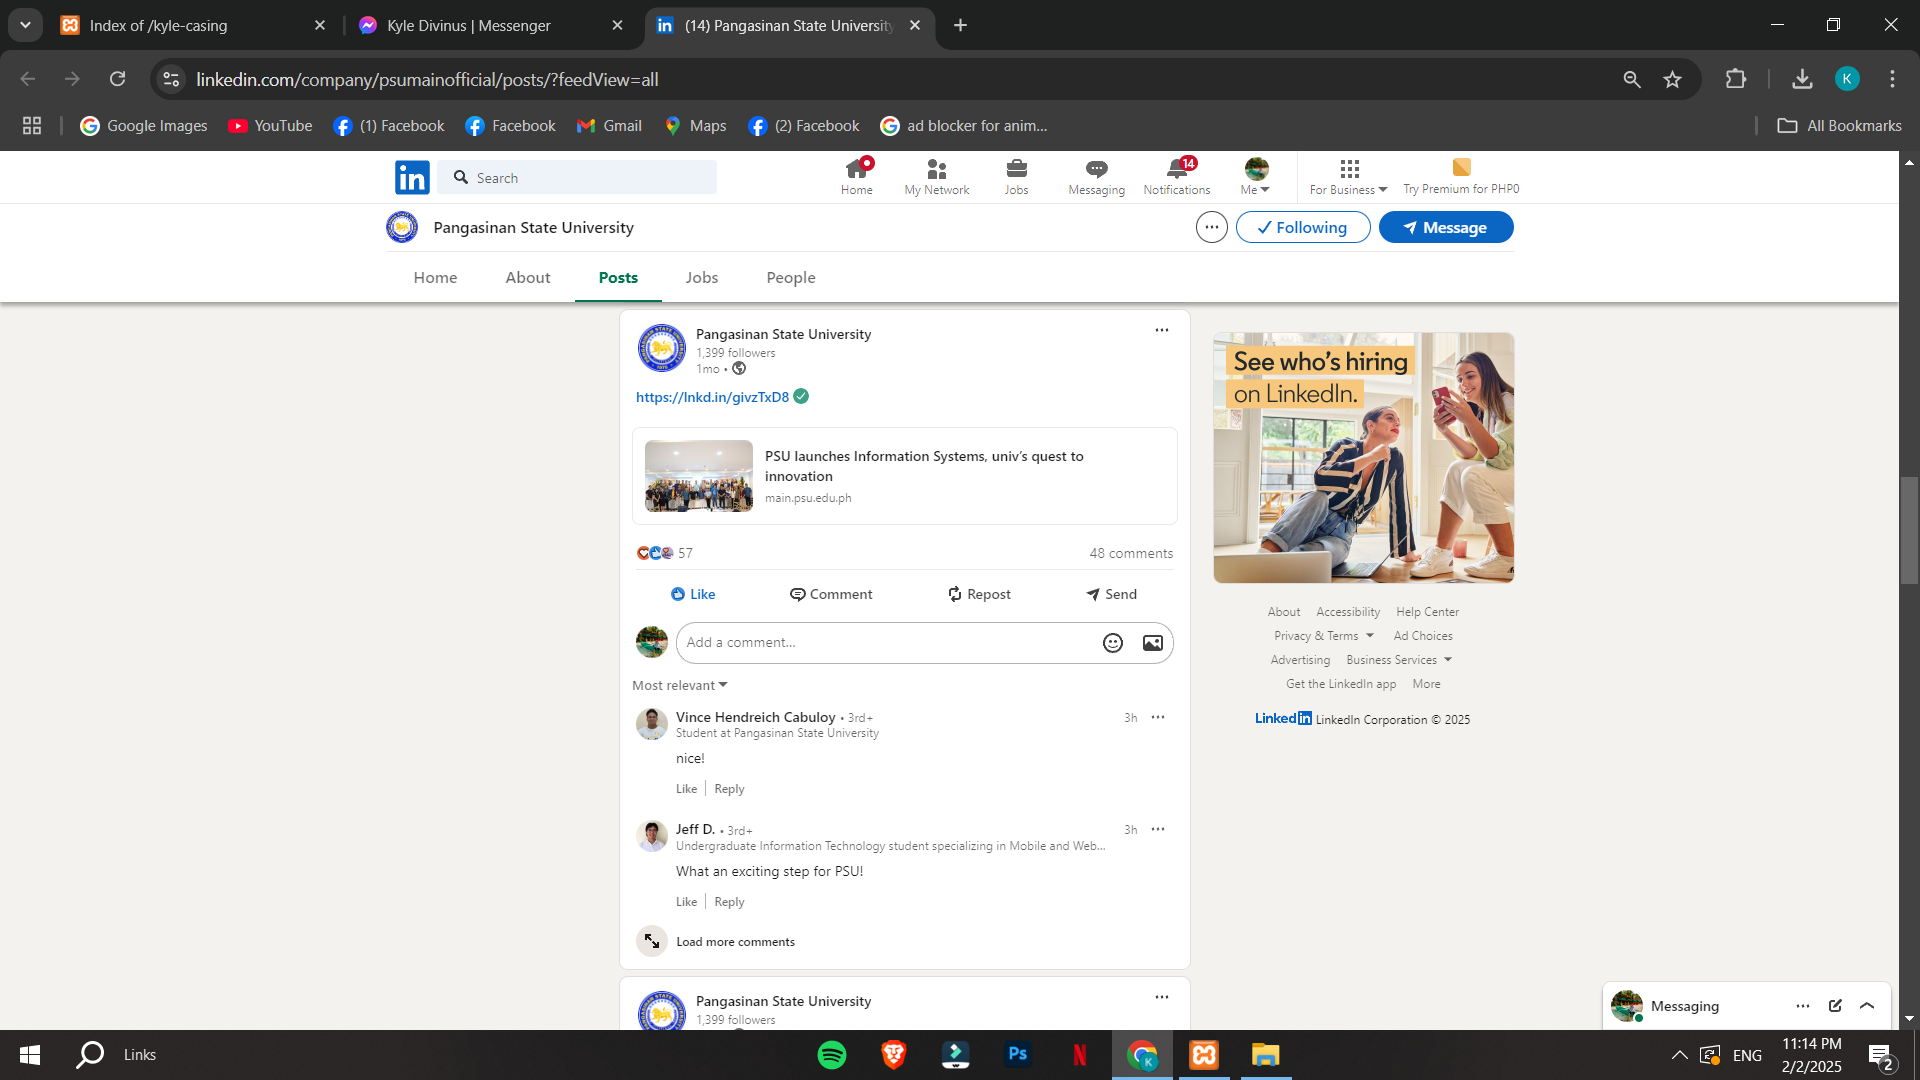 Index of /kyle-casing
Kyle Divinus | Messenger
(14) Pangasinan State University
linkedin.com/company/psumainofficial/posts/?feedView=all
K
Google Images
YouTube
(1) Facebook
Facebook
Gmail
Maps
(2) Facebook
ad blocker for anim...
All Bookmarks
in
Search
Home
My Network
Jobs
Messaging
14
Notifications
Me
For Business
Try Premium for PHP0
Pangasinan State University
Following
Message
Home
About
Posts
Jobs
People
Pangasinan State University
1,399 followers
1mo •
https://lnkd.in/givzTxD8
PSU launches Information Systems, univ's quest to
innovation
main.psu.edu.ph
57
48 comments
Like
Comment
Repost
Send
Add a comment...
Most relevant
Vince Hendreich Cabuloy • 3rd+
3h
Student at Pangasinan State University
nice!
Like
Reply
Jeff D. • 3rd+
3h
Undergraduate Information Technology student specializing in Mobile and Web...
What an exciting step for PSU!
Like
Reply
Load more comments
Pangasinan State University
1,399 followers
See who's hiring
on LinkedIn.
About
Accessibility
Help Center
Privacy & Terms
Ad Choices
Advertising
Business Services
Get the LinkedIn app
More
LinkedIn LinkedIn Corporation © 2025
Messaging
Links
Ps
N
K
ENG
11:14 PM
2/2/2025
2